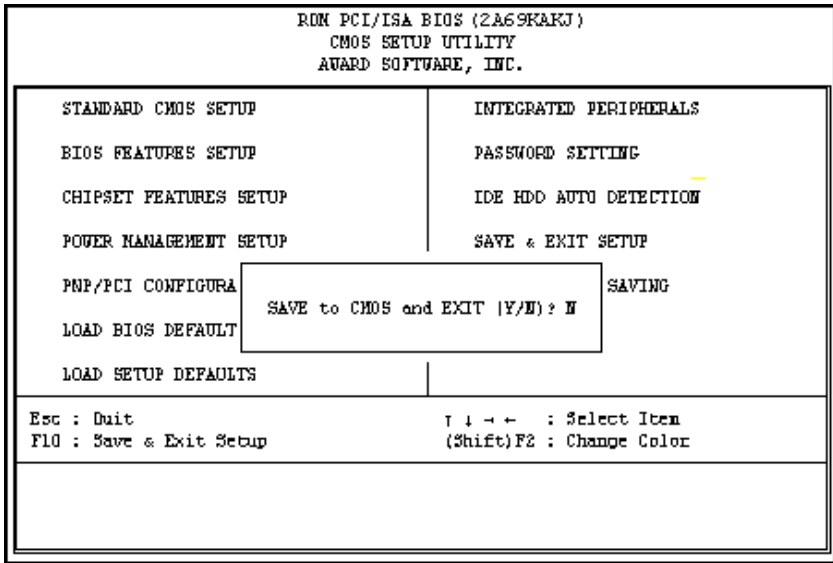 ROM PCI/ISA BIOS (2A69KAKJ)
CMOS SETUP UTILITY
AWARD SOFTWARE, INC.
STANDARD CMOS SETUP
BIOS FEATURES SETUP
CHIPSET FEATURES SETUP
POWER MANAGEMENT SETUP
PNP/PCI CONFIGURA
LOAD BIOS DEFAULT
LOAD SETUP DEFAULTS
INTEGRATED PERIPHERALS
PASSWORD SETTING
IDE HDD AUTO DETECTION
SAVE & EXIT SETUP
SAVING
SAVE to CMOS and EXIT (Y/N)? N
Esc : Quit
F10 : Save & Exit Setup
↑ ↓ → ← : Select Item
(Shift)F2 : Change Color